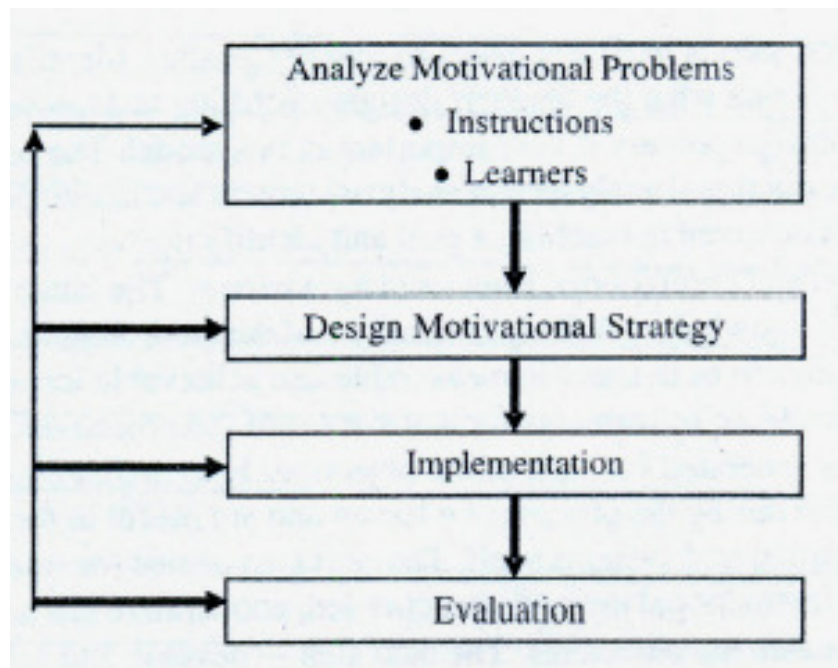 Analyze Motivational Problems
• Instructions
• Learners
Design Motivational Strategy
Implementation
Evaluation